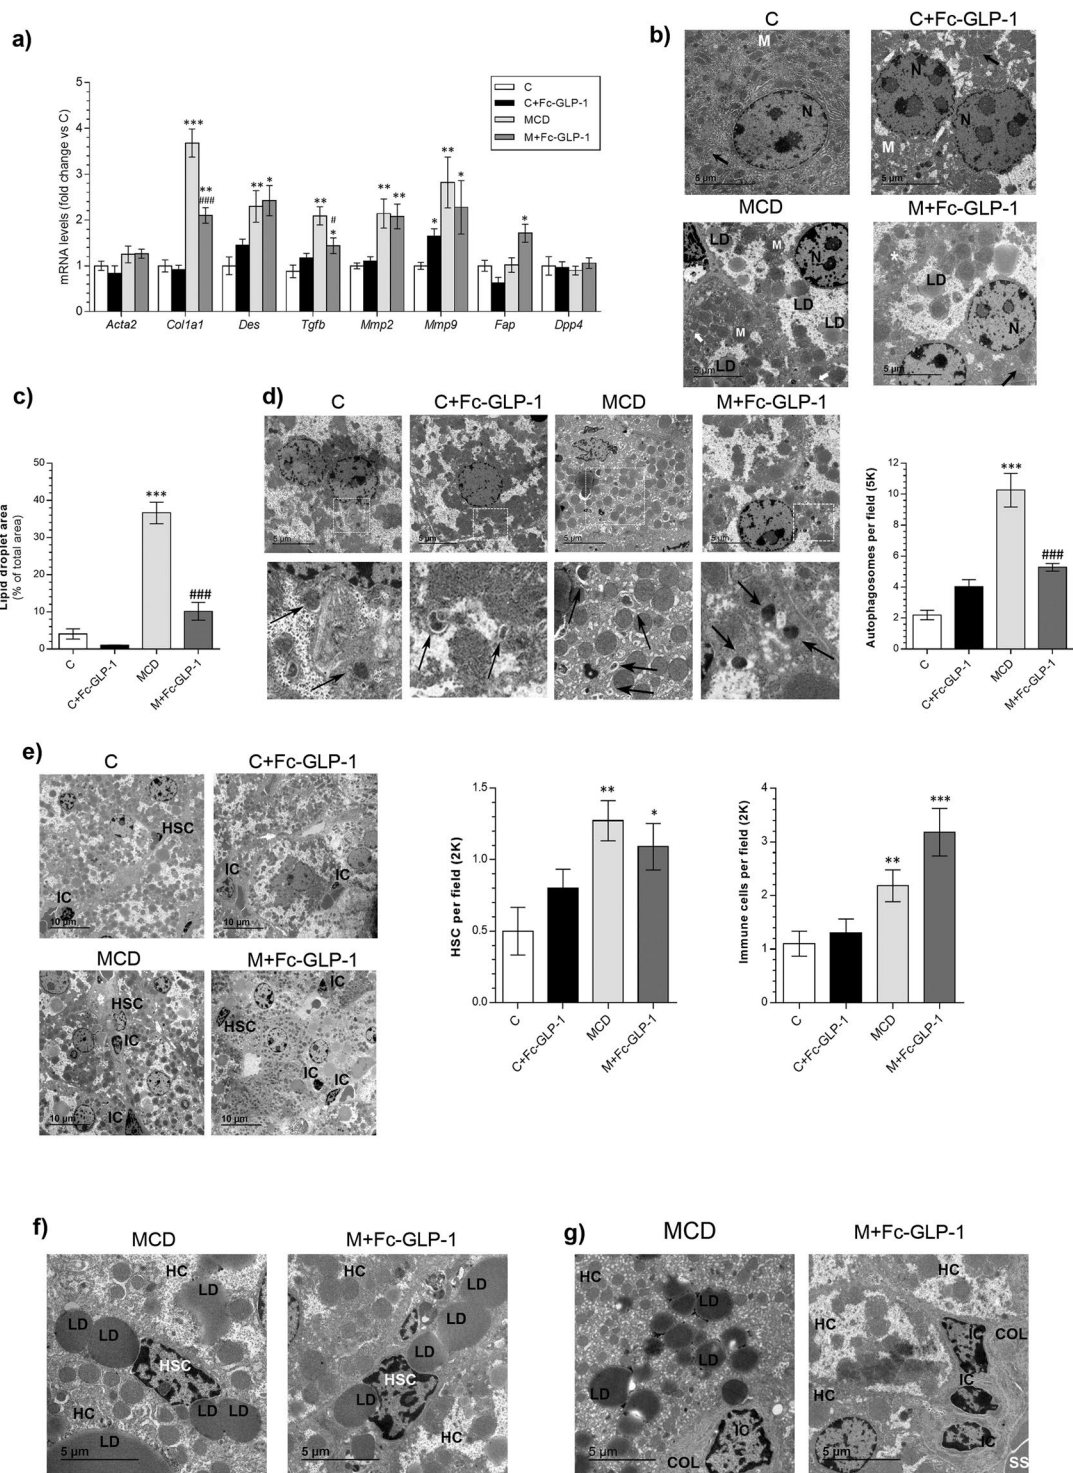 a)
mRNA levels (fold change vs C)
5
4
3
2
1
0
C
C+Fc-GLP-1
MCD
M+Fc-GLP-1
***
**
###
**
*
**
#
*
**
**
*
**
*
*
Acta2 Col1a1 Des Tgfb Mmp2 Mmp9 Fap Dpp4
b)
C
C+Fc-GLP-1
M
N
5 µm
N
N
M
5 µm
MCD
M+Fc-GLP-1
LD
M
N
LD
M
LD
LD
5 µm
*
LD
N
5 µm
c)
Lipid droplet area
(% of total area)
50
40
30
20
10
0
***
###
C
C+Fc-GLP-1
MCD
M+Fc-GLP-1
d)
C
C+Fc-GLP-1
MCD
M+Fc-GLP-1
5 µm
5 µm
5 µm
5 µm
Autophagosomes per field (5K)
12
10
8
6
4
2
0
***
###
C
C+Fc-GLP-1
MCD
M+Fc-GLP-1
e)
C
C+Fc-GLP-1
HSC
IC
10 µm
IC
IC
10 µm
MCD
M+Fc-GLP-1
HSC
IC
IC
10 µm
IC
HSC
IC
IC
10 µm
HSC per field (2K)
1.5
1.0
0.5
0.0
**
*
C
C+Fc-GLP-1
MCD
M+Fc-GLP-1
Immune cells per field (2K)
4
3
2
1
0
**
***
C
C+Fc-GLP-1
MCD
M+Fc-GLP-1
f)
MCD
M+Fc-GLP-1
HC
LD
LD
LD
HSC
HC
LD
LD
LD
5 µm
HC
LD
LD
HSC
LD
HC
5 µm
g)
MCD
M+Fc-GLP-1
HC
LD
LD
LD
IC
5 µm
COL
HC
HC
IC
COL
IC
HC
IC
5 µm
SS